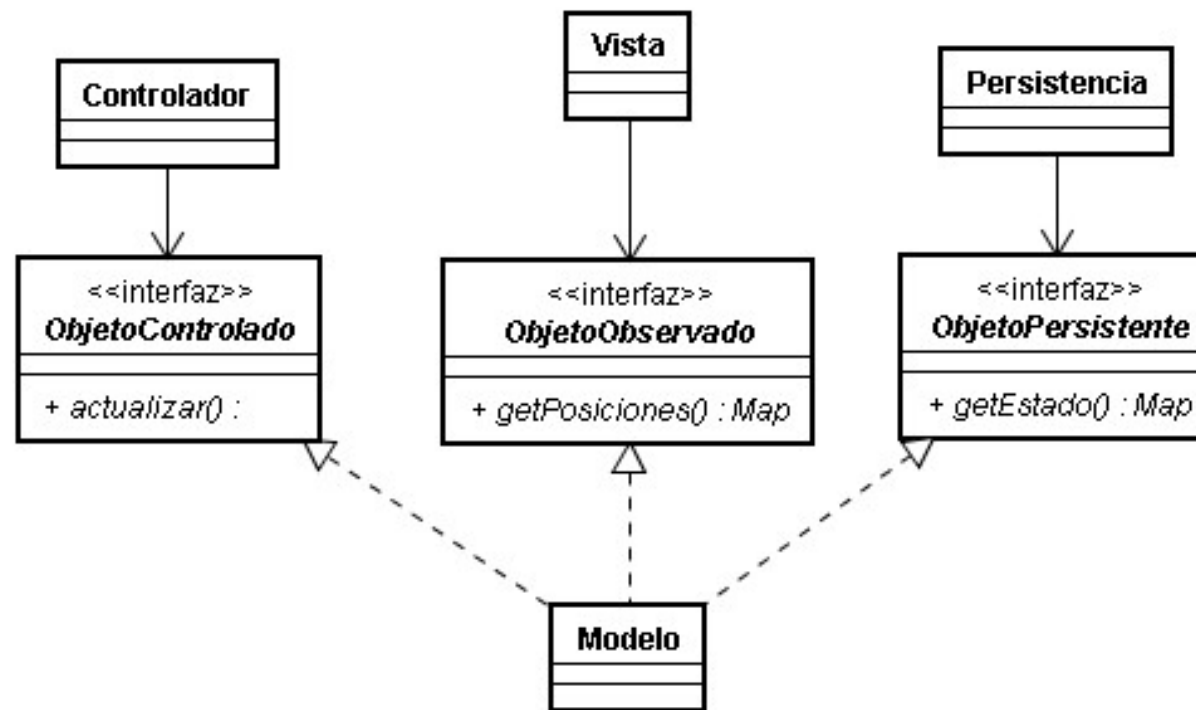 Vista
Controlador
Persistencia
<<interfaz>>
ObjetoControlado
+ actualizar() :
<<interfaz>>
ObjetoObservado
+ getPosiciones() : Map
<<interfaz>>
ObjetoPersistente
+ getEstado() : Map
Modelo